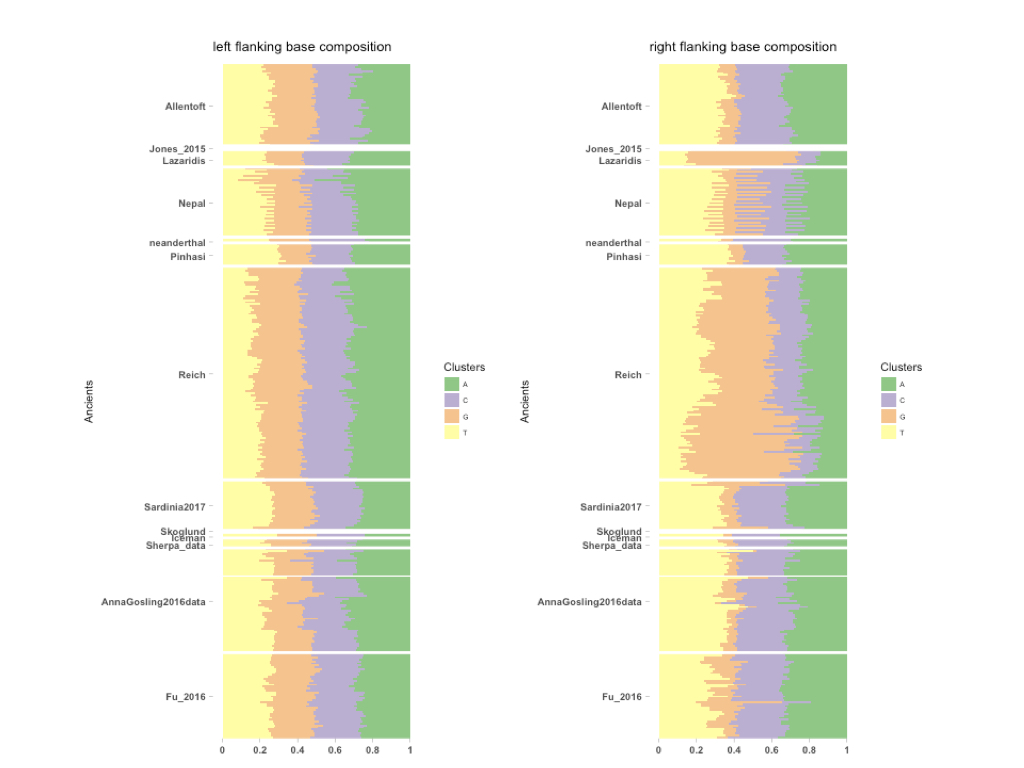 left flanking base composition
Allentoft
Jones_2015
Lazaridis
Nepal
neanderthal
Pinhasi
Reich
Sardinia2017
Skoglund
Iceman
Sherpa_data
AnnaGosling2016data
Fu_2016
Ancients
0 0.2 0.4 0.6 0.8 1
Clusters
A
C
G
T
right flanking base composition
Allentoft
Jones_2015
Lazaridis
Nepal
neanderthal
Pinhasi
Reich
Sardinia2017
Skoglund
Iceman
Sherpa_data
AnnaGosling2016data
Fu_2016
Ancients
0 0.2 0.4 0.6 0.8 1
Clusters
A
C
G
T